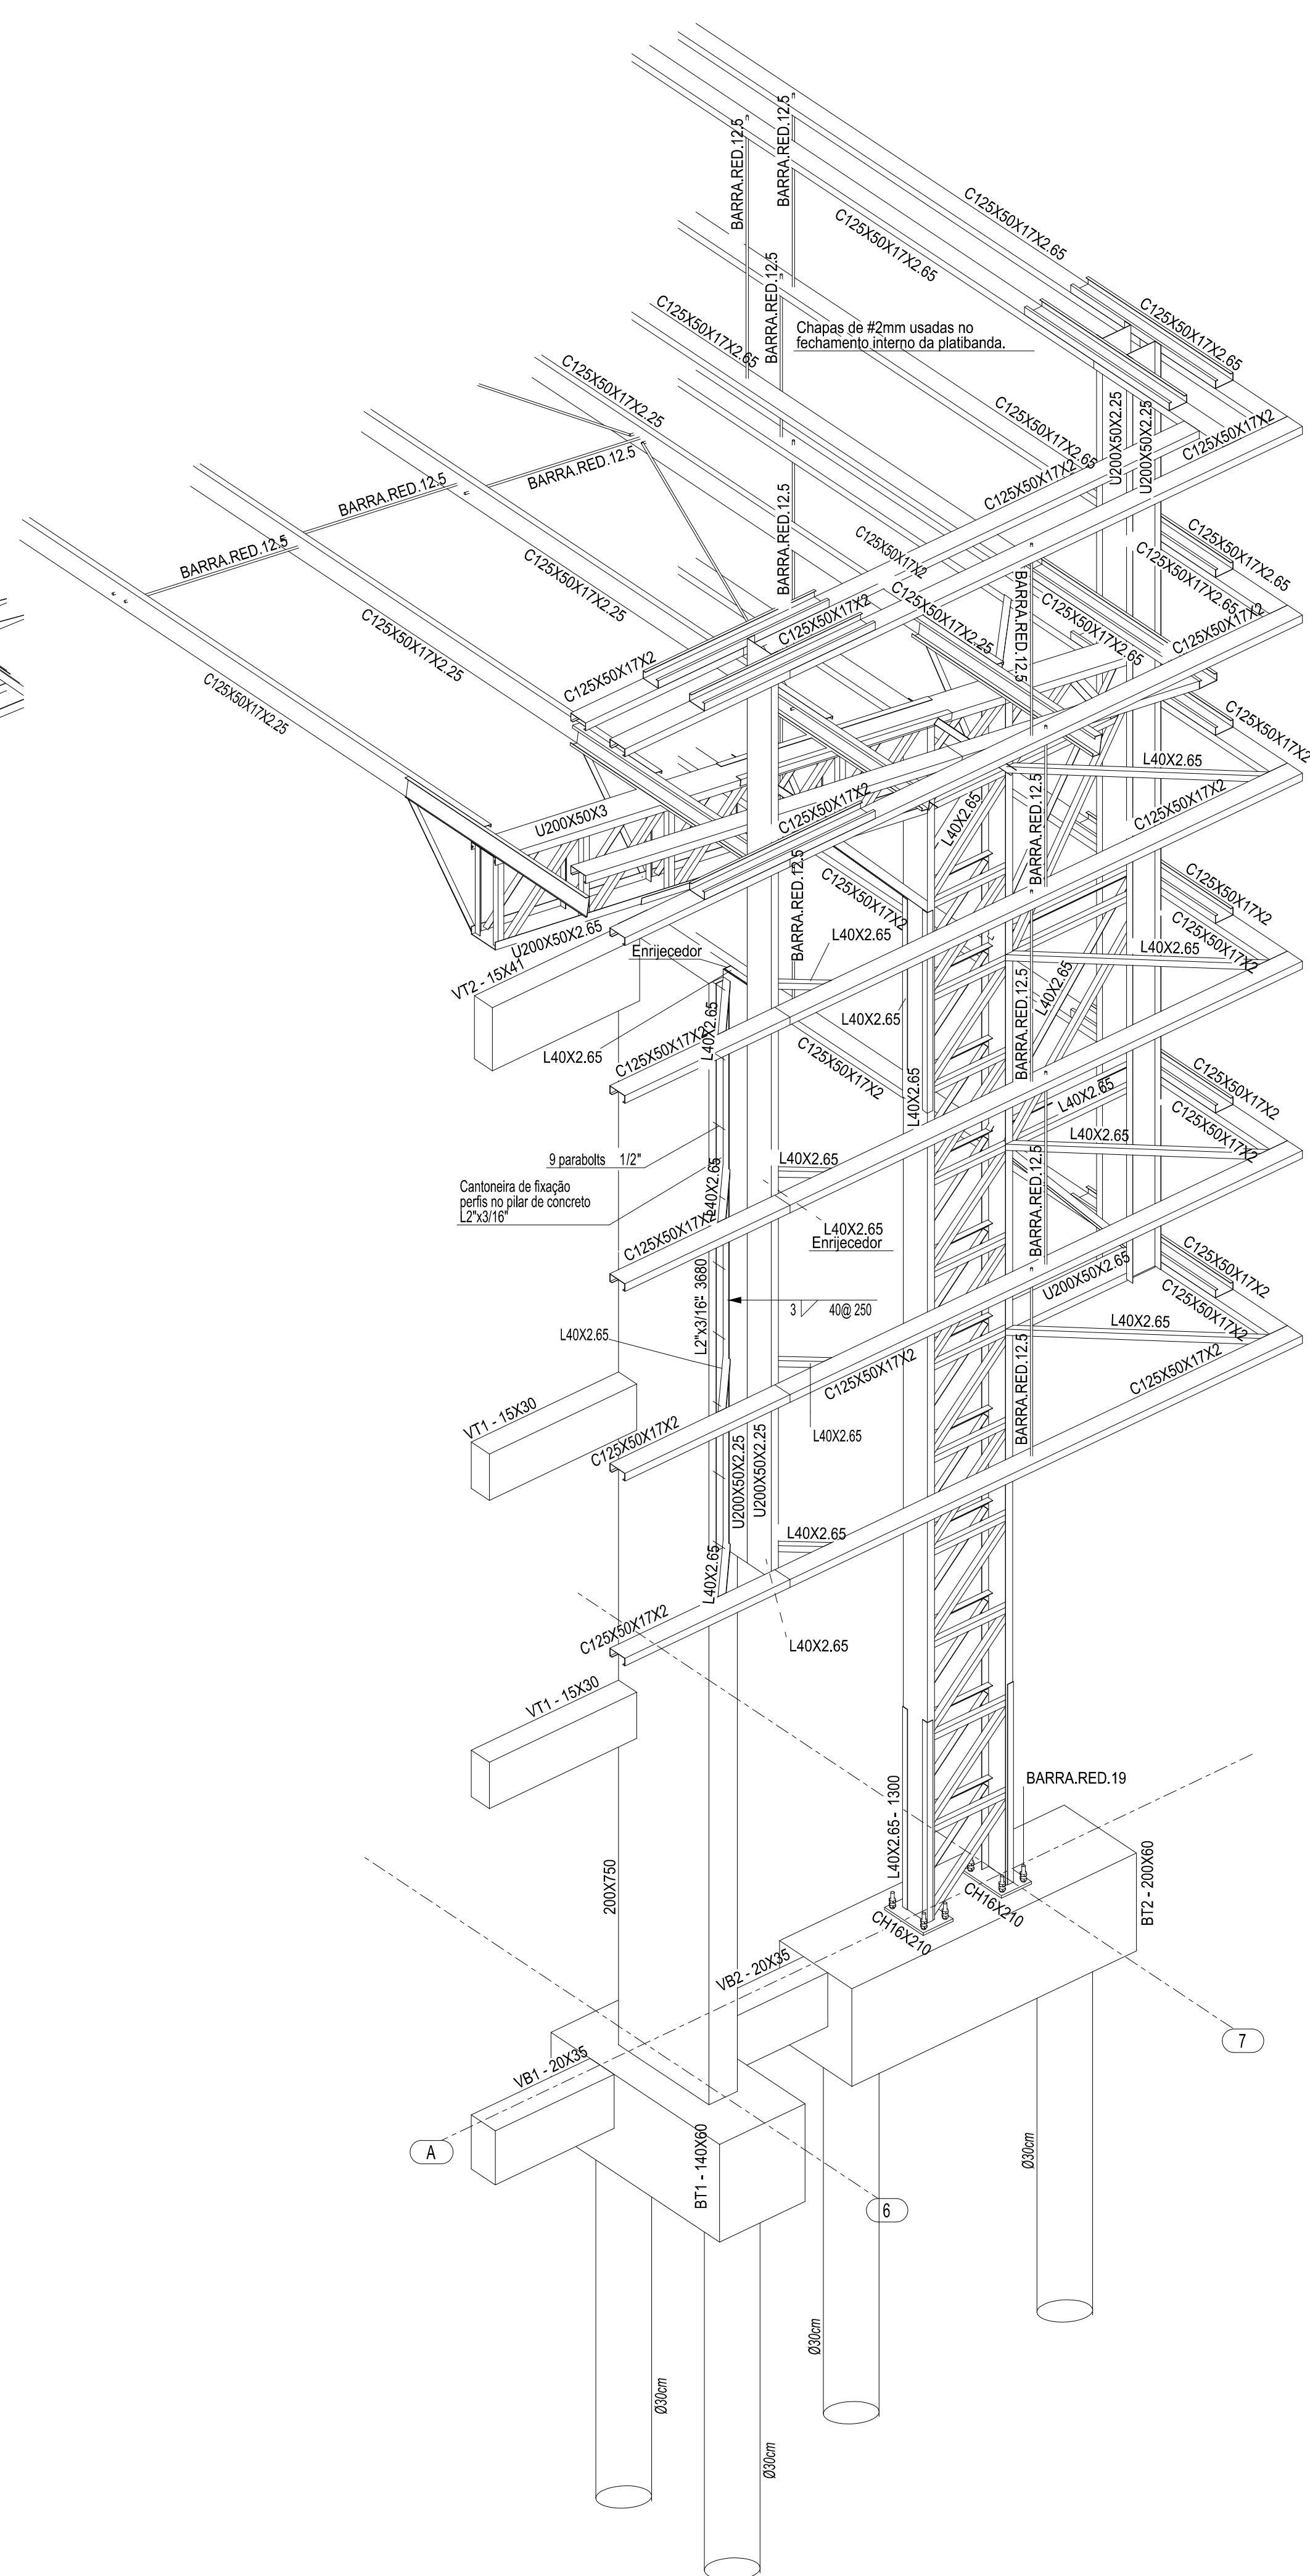 BARRA.RED.12.5
BARRA.RED.12.5
C125X50X17X2.65
C125X50X17X2.65
C125X50X17X2.65
BARRA.RED.12.5
Chapas de #2mm usadas no
fechamento interno da platibanda.
C125X50X17X2.65
C125X50X17X2.25
C125X50X17X2.65
U200X50X2.25
U200X50X2.25
C125X50X17X2
C125X50X17X2
BARRA.RED.12.5
BARRA.RED.12.5
BARRA.RED.12.5
BARRA.RED.12.5
C125X50X17X2.25
C125X50X17X2
C125X50X17X2.65
C125X50X17X2.65
BARRA.RED.12.5
C125X50X17X2.65
C125X50X17X2.25
C125X50X17X2.25
C125X50X17X2
C125X50X17X2
C125X50X17X2
C125X50X17X2.25
C125X50X17X2
L40X2.65
C125X50X17X2
U200X50X3
C125X50X17X2
L40X2.65
BARRA.RED.12.5
BARRA.RED.12.5
C125X50X17X2
C125X50X17X2
C125X50X17X2
U200X50X2.65
Enrijecedor
L40X2.65
L40X2.65
L40X2.65
VT2 - 15X41
BARRA.RED.12.5
L40X2.65
L40X2.65
L40X2.65
C125X50X17X2
L40X2.65
C125X50X17X2
C125X50X17X2
C125X50X17X2
L40X2.65
L40X2.65
L40X2.65
9 parabolts 1/2"
Cantoneira de fixação
perfis no pilar de concreto
L2"x3/16"
L40X2.65
L40X2.65
Enrijecedor
BARRA.RED.12.5
C125X50X17X2
C125X50X17X2
C125X50X17X2
L2"x3/16"- 3680
3
40@ 250
U200X50X2.65
L40X2.65
L40X2.65
BARRA.RED.12.5
C125X50X17X2
C125X50X17X2
VT1 - 15X30
C125X50X17X2
L40X2.65
U200X50X2.25
U200X50X2.25
L40X2.65
L40X2.65
C125X50X17X2
L40X2.65
VT1 - 15X30
BARRA.RED.19
L40X2.65 - 1300
200X750
CH16X210
CH16X210
BT2 - 200X60
VB2 - 20X35
7
VB1 - 20X35
A
BT1 - 140X60
6
Ø30cm
Ø30cm
Ø30cm
Ø30cm